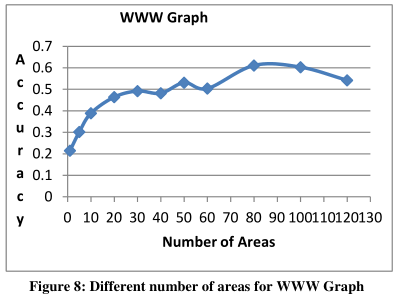 WWW Graph
Accuracy
0.7
0.6
0.5
0.4
0.3
0.2
0.1
0
0 10 20 30 40 50 60 70 80 90 100110120130
Number of Areas
Figure 8: Different number of areas for WWW Graph